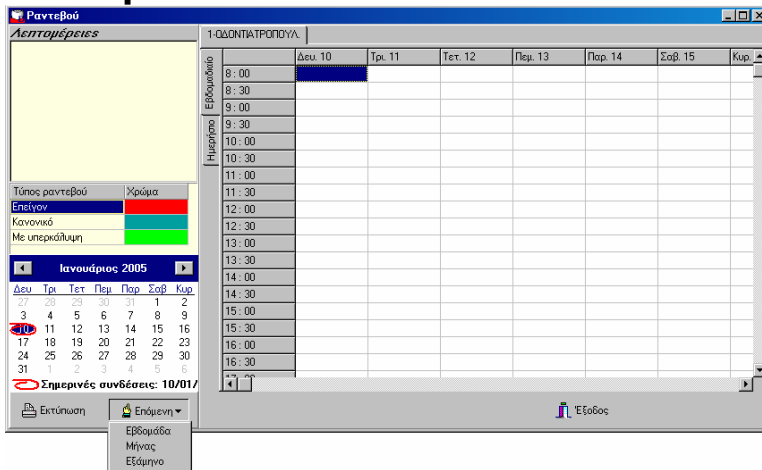 Ραντεβού
Λεπτομέρειες
1-ΟΔΟΝΤΙΑΤΡΟΠΟΥΛ.
Εβδομαδιαίο
Ημερήσιο
Δευ. 10 Τρι. 11 Τετ. 12 Πεμ. 13 Παρ. 14 Σαβ. 15 Κυρ.
8 : 00
8 : 30
9 : 00
9 : 30
10 : 00
10 : 30
11 : 00
11 : 30
12 : 00
12 : 30
13 : 00
13 : 30
14 : 00
14 : 30
15 : 00
15 : 30
16 : 00
16 : 30
Τύπος ραντεβού Χρώμα
Επείγον
Κανονικό
Με υπερκάλυψη
Ιανουάριος 2005
Δευ Τρι Τετ Πεμ Παρ Σαβ Κυρ
27 28 29 30 31 1 2
3 4 5 6 7 8 9
10 11 12 13 14 15 16
17 18 19 20 21 22 23
24 25 26 27 28 29 30
31 1 2 3 4 5 6
Σημερινές συνδέσεις: 10/01/
Εκτύπωση
Επόμενη
Έξοδος
Εβδομάδα
Μήνας
Εξάμηνο